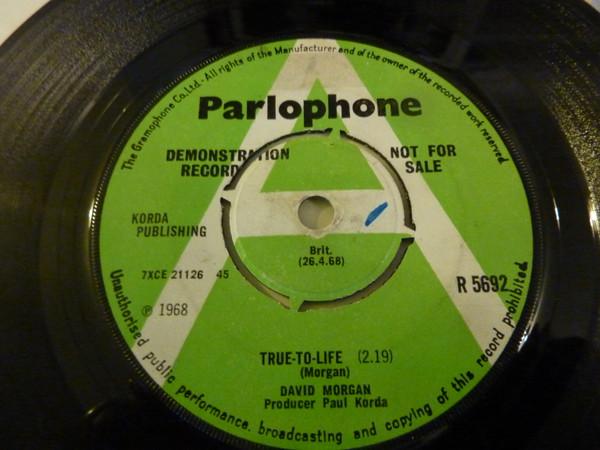 The Gramophone Co. Ltd. · All rights of the Manufacturer and of the owner of the recorded work reserved
Parlophone
DEMONSTRATION
RECORD
NOT FOR
SALE
KORDA
PUBLISHING
Brit.
(26.4.68)
7XCE 21126 45
R 5692
℗ 1968
TRUE-TO-LIFE (2.19)
(Morgan)
DAVID MORGAN
Producer Paul Korda
Unauthorised public performance, broadcasting and copying of this record prohibited